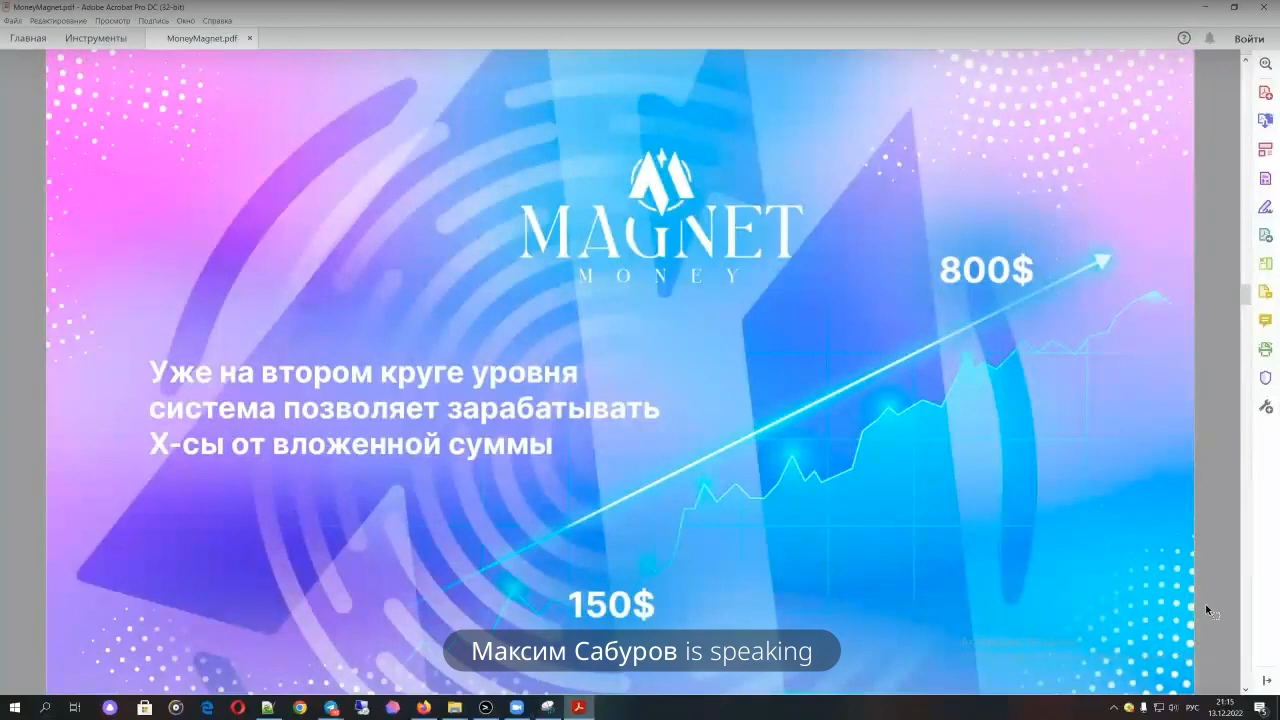 MoneyMagnet.pdf - Adobe Acrobat Pro DC (32-bit)
Файл Редактирование Просмотр Подпись Окно Справка
Главная Инструменты MoneyMagnet.pdf × Войти
MAGNET
MONEY
800$
Уже на втором круге уровня
система позволяет зарабатывать
Х-сы от вложенной суммы
150$
Максим Сабуров is speaking
РУС
21:15
13.12.2022